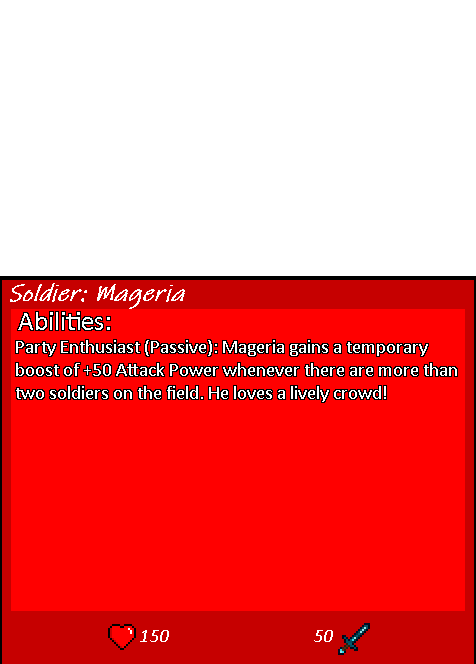 Soldier: Mageria
Abilities:
Party Enthusiast (Passive): Mageria gains a temporary
boost of +50 Attack Power whenever there are more than
two soldiers on the field. He loves a lively crowd!
150
50